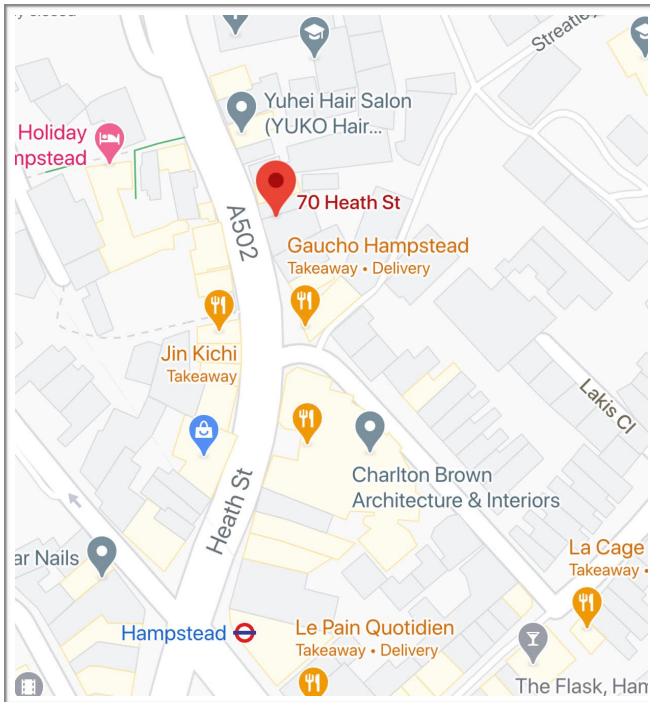 Streatle
Yuhei Hair Salon
(YUKO Hair...
Holiday
mpstead
70 Heath St
A502
Gaucho Hampstead
Takeaway • Delivery
Jin Kichi
Takeaway
Lakis Cl
Charlton Brown
Architecture & Interiors
Heath St
La Cage
Takeaway •
ar Nails
Hampstead
Le Pain Quotidien
Takeaway • Delivery
The Flask, Ham